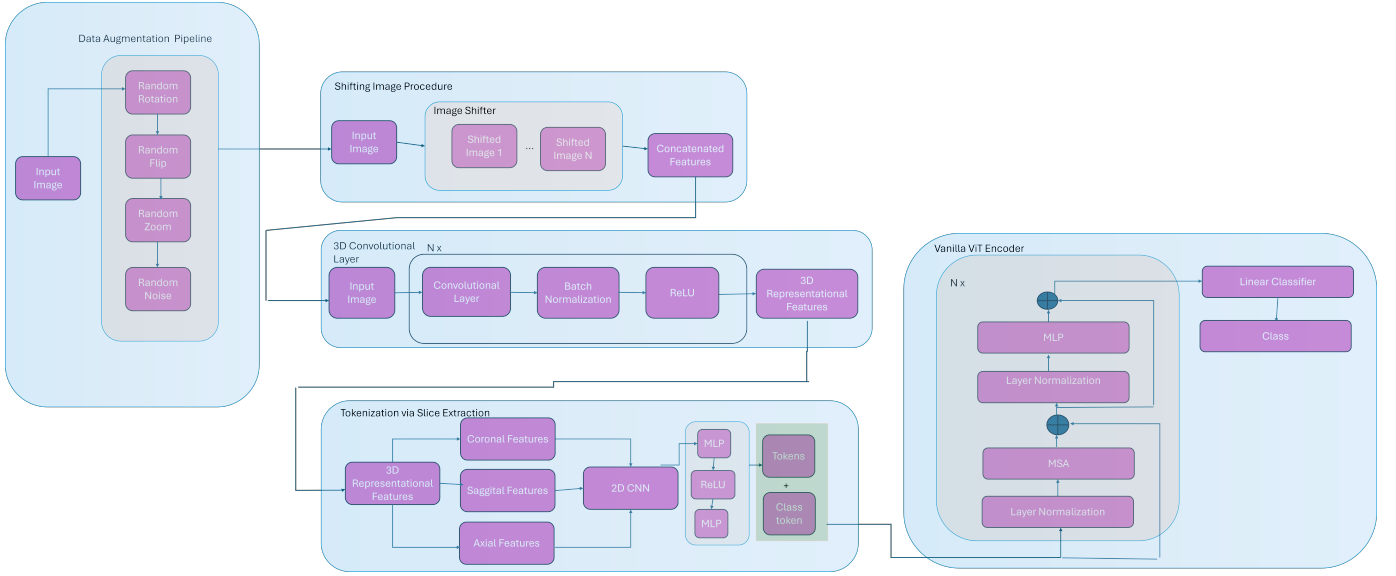 Data Augmentation Pipeline
Input
Image
Random
Rotation
Random
Flip
Random
Zoom
Random
Noise
Shifting Image Procedure
Input
Image
Image Shifter
Shifted
Image 1
...
Shifted
Image N
Concatenated
Features
3D Convolutional
Layer
N x
Input
Image
Convolutional
Layer
Batch
Normalization
ReLU
3D
Representational
Features
Tokenization via Slice Extraction
3D
Representational
Features
Coronal Features
Saggital Features
Axial Features
2D CNN
MLP
ReLU
MLP
Tokens
+
Class
token
Vanilla ViT Encoder
N x
MLP
Layer Normalization
MSA
Layer Normalization
Linear Classifier
Class